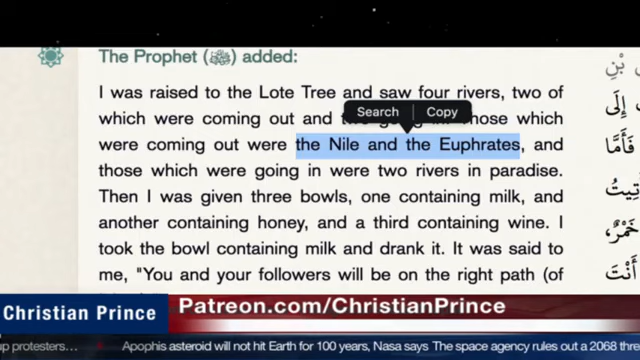 The Prophet (ﷺ) added:
I was raised to the Lote Tree and saw four rivers, two of
which were coming out and those which
Search Copy
were coming out were the Nile and the Euphrates, and
those which were going in were two rivers in paradise.
Then I was given three bowls, one containing milk, and
another containing honey, and a third containing wine. I
took the bowl containing milk and drank it. It was said to
me, "You and your followers will be on the right path (of
بْنِ
إِلَى
فَأَمَّا
خَمْرٌ،
أَنْتَ
Christian Prince
Patreon.com/ChristianPrince
up protesters... Apophis asteroid will not hit Earth for 100 years, Nasa says The space agency rules out a 2068 thre